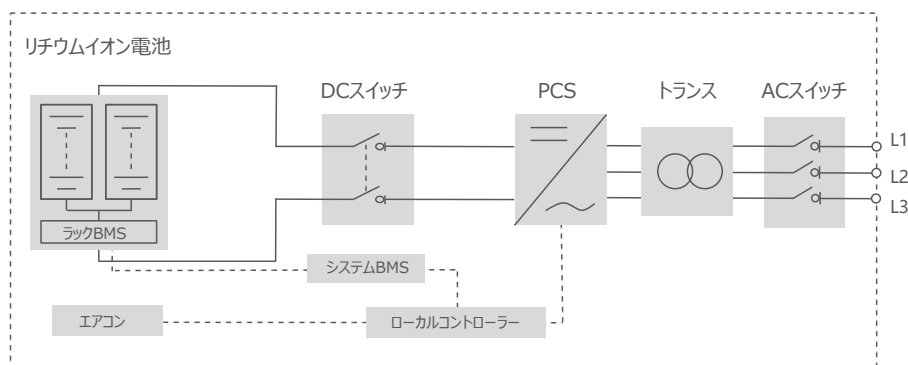 リチウムイオン電池
DCスイッチ
PCS
トランス
ACスイッチ
L1
L2
L3
ラックBMS
システムBMS
エアコン
ローカルコントローラー